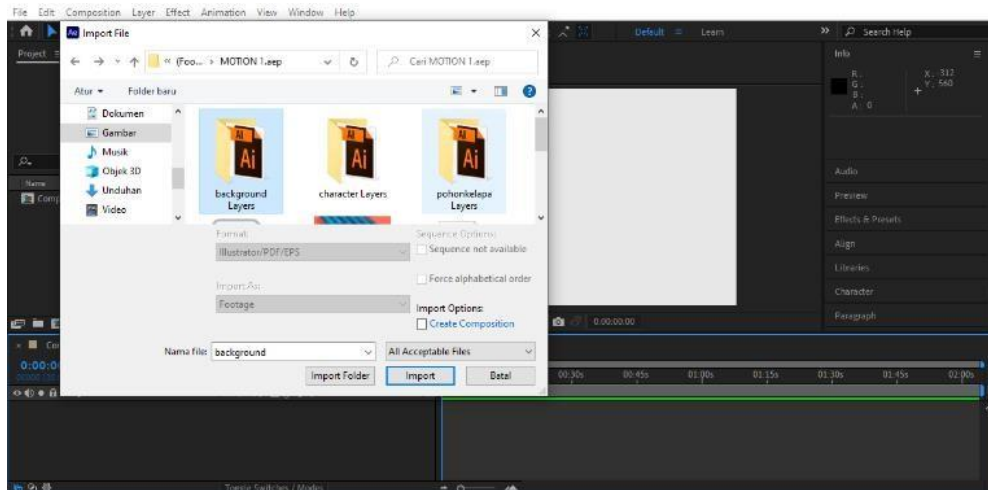 File Edit Composition Layer Effect Animation View Window Help
Import File
Default
Learn
Search Help
Project
« (Foo... › MOTION 1.aep
Cari MOTION 1.aep
Atur
Folder baru
Dokumen
Gambar
Musik
Objek 3D
Unduhan
Video
Ai
Ai
Ai
background Layers
character Layers
pohonkelapa Layers
Format:
Illustrator/PDF/EPS
Import As:
Footage
Sequence Options:
Sequence not available
Force alphabetical order
Import Options:
Create Composition
Nama file:
background
All Acceptable Files
Import Folder
Import
Batal
Name
Comp
Info
R :
G :
B :
A : 0
X : 312
Y : 560
Audio
Preview
Effects & Presets
Align
Libraries
Character
Paragraph
0:00:00:00
00:30s 00:45s 01:00s 01:15s 01:30s 01:45s 02:00s
Toggle Switches / Modes